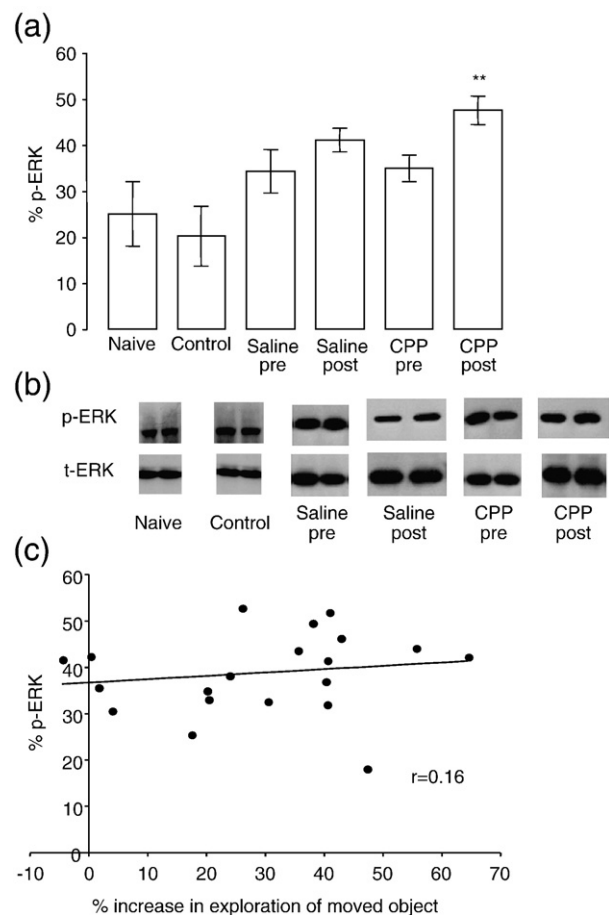 (a)
% p-ERK
60
**
50
40
30
20
10
0
Naive Control Saline pre Saline post CPP pre CPP post
(b)
p-ERK
t-ERK
Naive Control Saline pre Saline post CPP pre CPP post
(c)
% p-ERK
60
50
40
30
20
r=0.16
10
0
-10 0 10 20 30 40 50 60 70
% increase in exploration of moved object